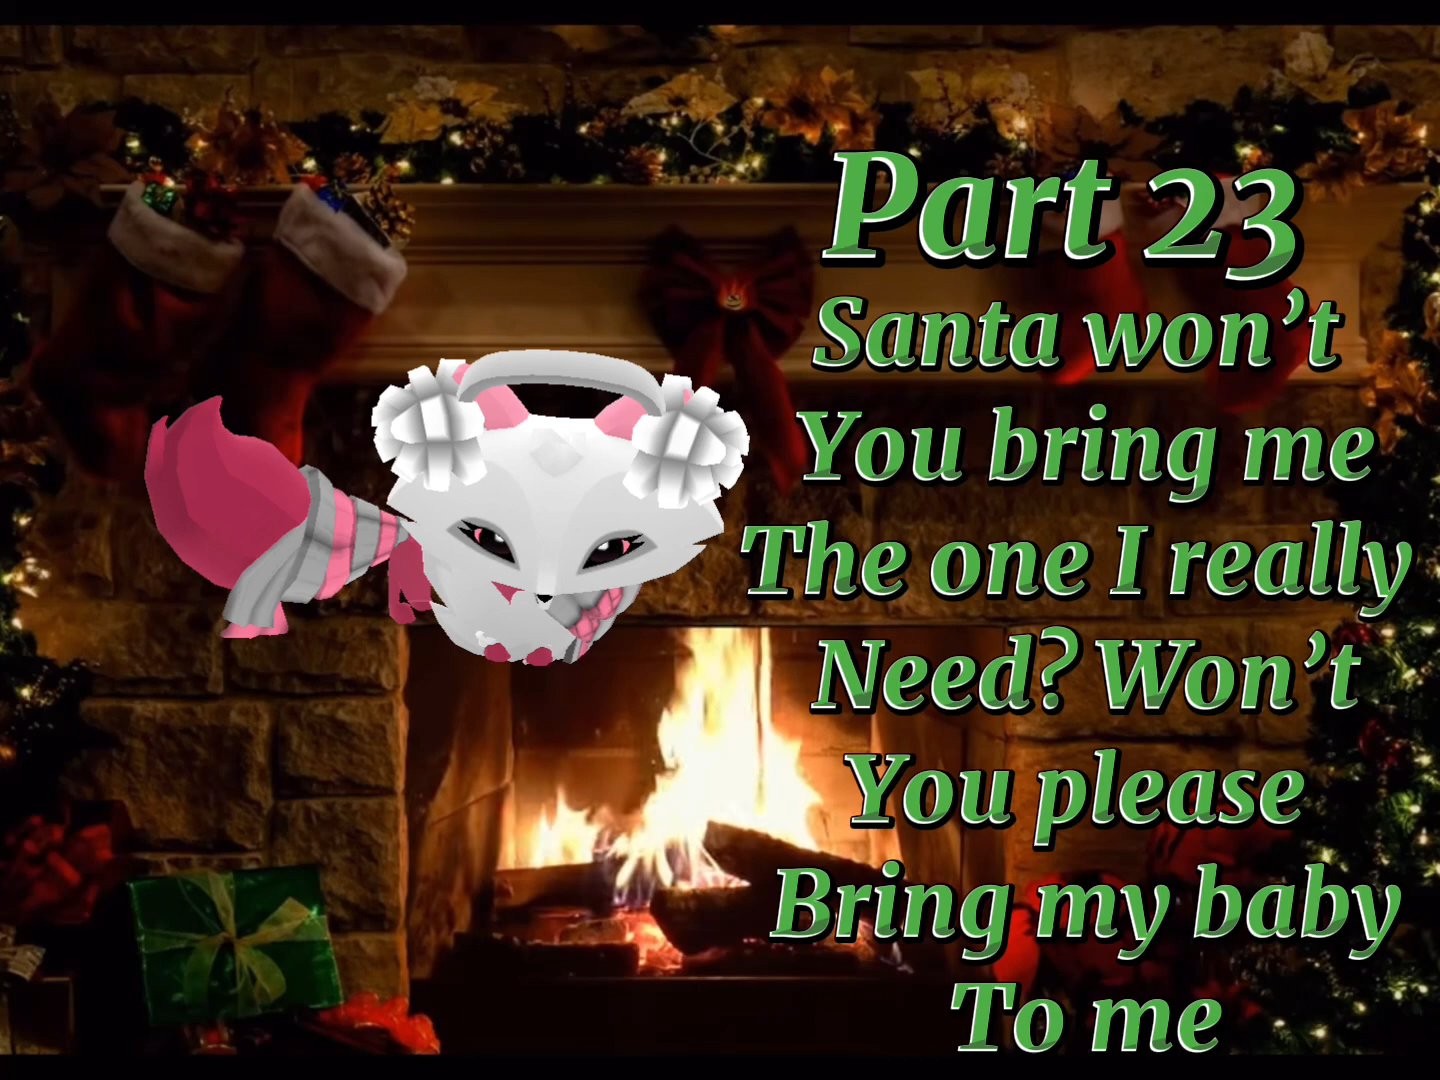 Part 23
Santa won’t
You bring me
The one I really
Need? Won’t
You please
Bring my baby
To me